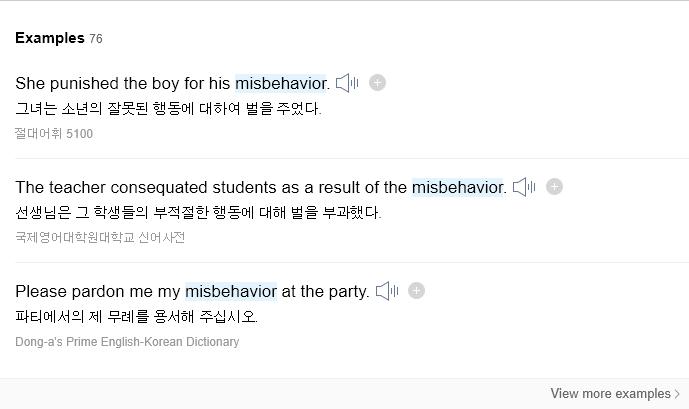 Examples 76
She punished the boy for his misbehavior.
그녀는 소년의 잘못된 행동에 대하여 벌을 주었다.
절대어휘 5100
The teacher consequated students as a result of the misbehavior.
선생님은 그 학생들의 부적절한 행동에 대해 벌을 부과했다.
국제영어대학원대학교 신어사전
Please pardon me my misbehavior at the party.
파티에서의 제 무례를 용서해 주십시오.
Dong-a's Prime English-Korean Dictionary
View more examples